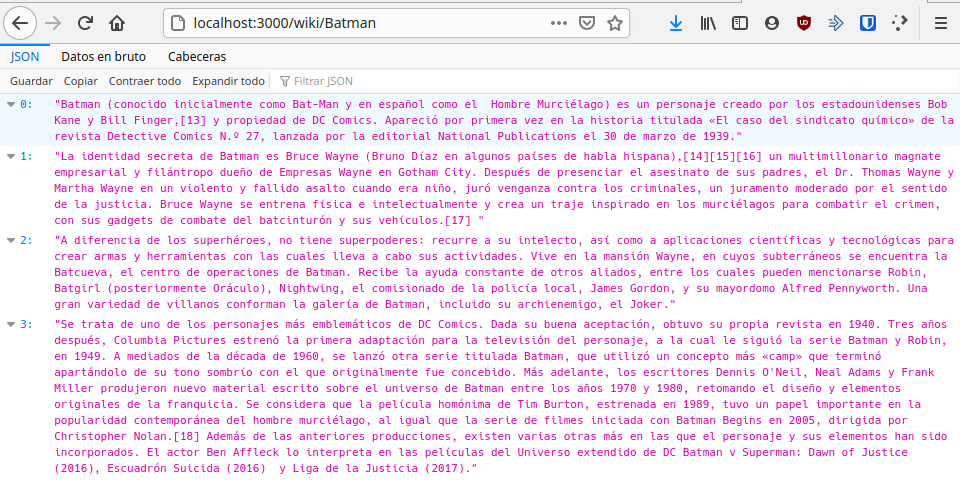 localhost:3000/wiki/Batman
JSON Datos en bruto Cabeceras
Guardar Copiar Contraer todo Expandir todo Filtrar JSON
0: "Batman (conocido inicialmente como Bat-Man y en español como el  Hombre Murciélago) es un personaje creado por los estadounidenses Bob
Kane y Bill Finger,[13] y propiedad de DC Comics. Apareció por primera vez en la historia titulada «El caso del sindicato químico» de la
revista Detective Comics N.º 27, lanzada por la editorial National Publications el 30 de marzo de 1939."
1: "La identidad secreta de Batman es Bruce Wayne (Bruno Díaz en algunos países de habla hispana),[14][15][16] un multimillonario magnate
empresarial y filántropo dueño de Empresas Wayne en Gotham City. Después de presenciar el asesinato de sus padres, el Dr. Thomas Wayne y
Martha Wayne en un violento y fallido asalto cuando era niño, juró venganza contra los criminales, un juramento moderado por el sentido
de la justicia. Bruce Wayne se entrena física e intelectualmente y crea un traje inspirado en los murciélagos para combatir el crimen,
con sus gadgets de combate del batcinturón y sus vehículos.[17] "
2: "A diferencia de los superhéroes, no tiene superpoderes: recurre a su intelecto, así como a aplicaciones científicas y tecnológicas para
crear armas y herramientas con las cuales lleva a cabo sus actividades. Vive en la mansión Wayne, en cuyos subterráneos se encuentra la
Batcueva, el centro de operaciones de Batman. Recibe la ayuda constante de otros aliados, entre los cuales pueden mencionarse Robin,
Batgirl (posteriormente Oráculo), Nightwing, el comisionado de la policía local, James Gordon, y su mayordomo Alfred Pennyworth. Una
gran variedad de villanos conforman la galería de Batman, incluido su archienemigo, el Joker."
3: "Se trata de uno de los personajes más emblemáticos de DC Comics. Dada su buena aceptación, obtuvo su propia revista en 1940. Tres años
después, Columbia Pictures estrenó la primera adaptación para la televisión del personaje, a la cual le siguió la serie Batman y Robin,
en 1949. A mediados de la década de 1960, se lanzó otra serie titulada Batman, que utilizó un concepto más «camp» que terminó
apartándolo de su tono sombrío con el que originalmente fue concebido. Más adelante, los escritores Dennis O'Neil, Neal Adams y Frank
Miller produjeron nuevo material escrito sobre el universo de Batman entre los años 1970 y 1980, retomando el diseño y elementos
originales de la franquicia. Se considera que la película homónima de Tim Burton, estrenada en 1989, tuvo un papel importante en la
popularidad contemporánea del hombre murciélago, al igual que la serie de filmes iniciada con Batman Begins en 2005, dirigida por
Christopher Nolan.[18] Además de las anteriores producciones, existen varias otras más en las que el personaje y sus elementos han sido
incorporados. El actor Ben Affleck lo interpreta en las películas del Universo extendido de DC Batman v Superman: Dawn of Justice
(2016), Escuadrón Suicida (2016)  y Liga de la Justicia (2017)."